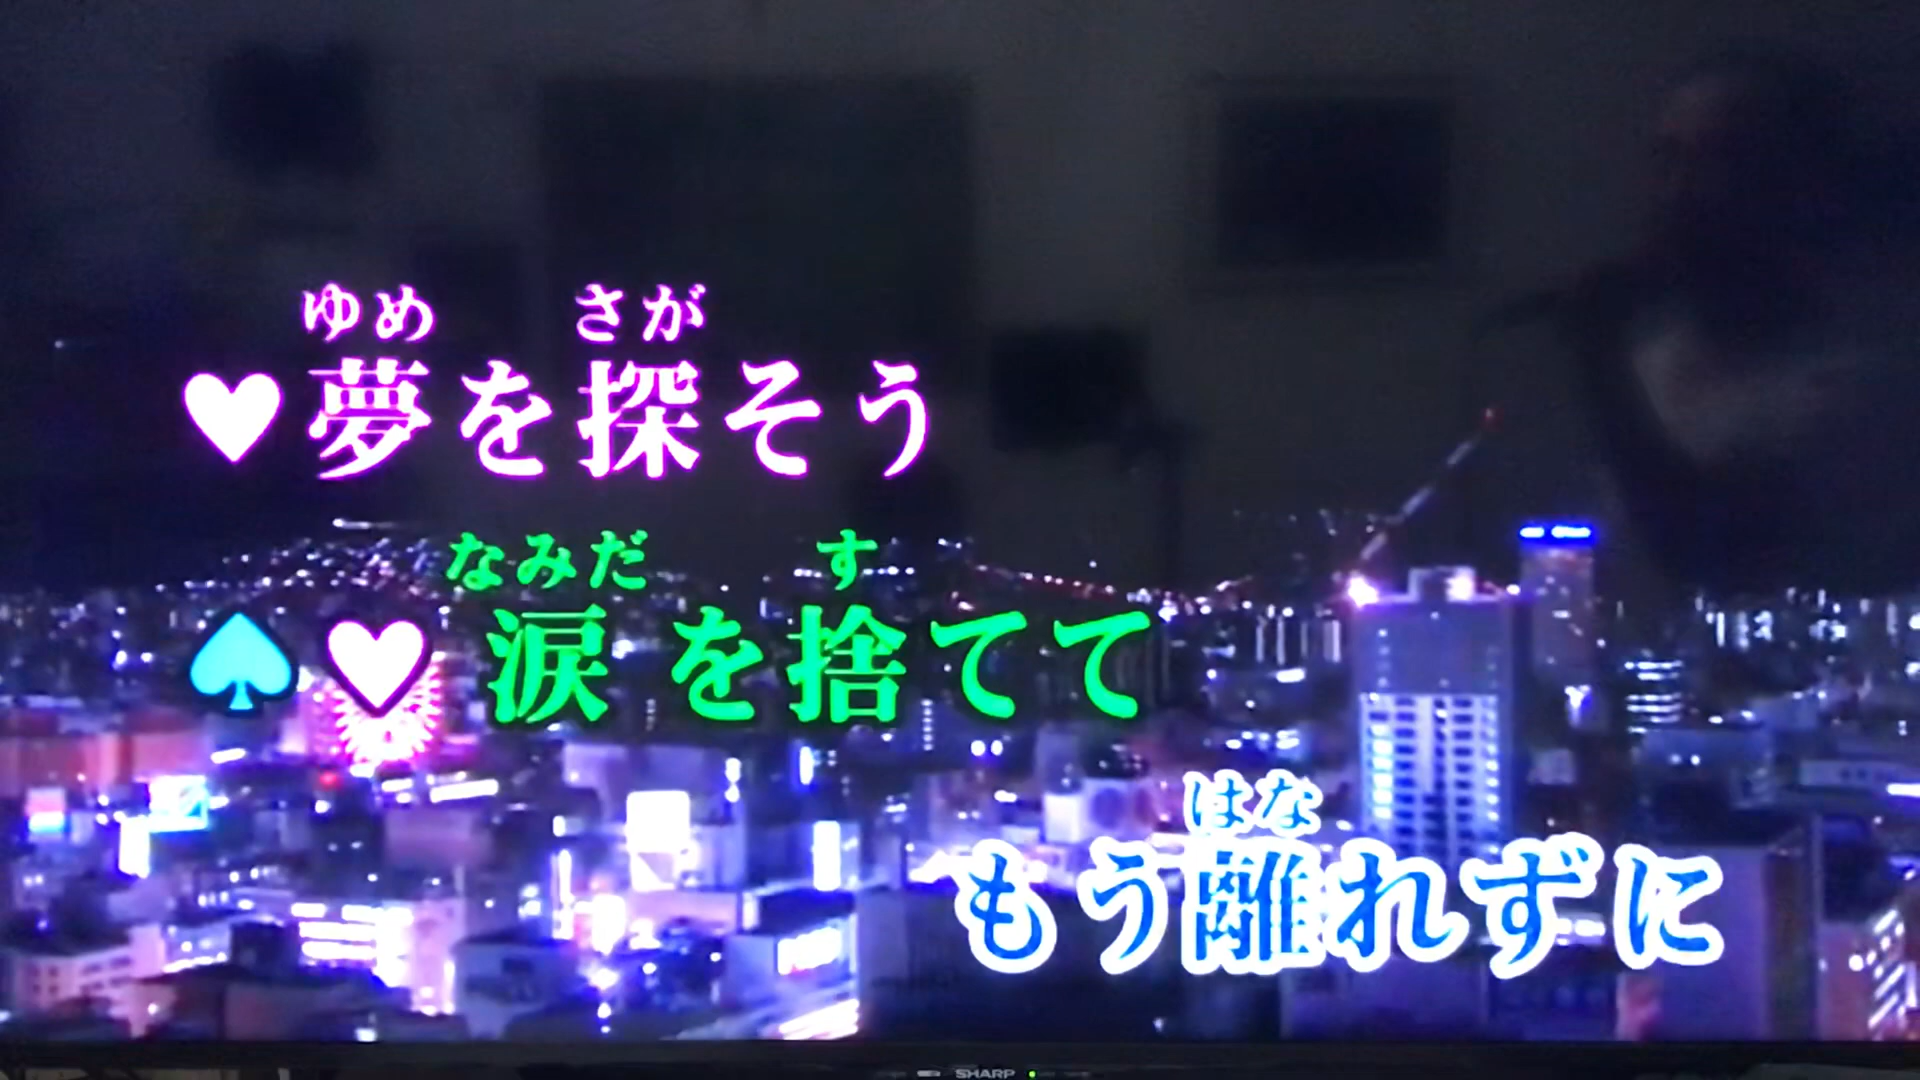 ゆめ さが
♥夢を探そう
なみだ す
♠♥涙を捨てて
はな
もう離れずに
SHARP